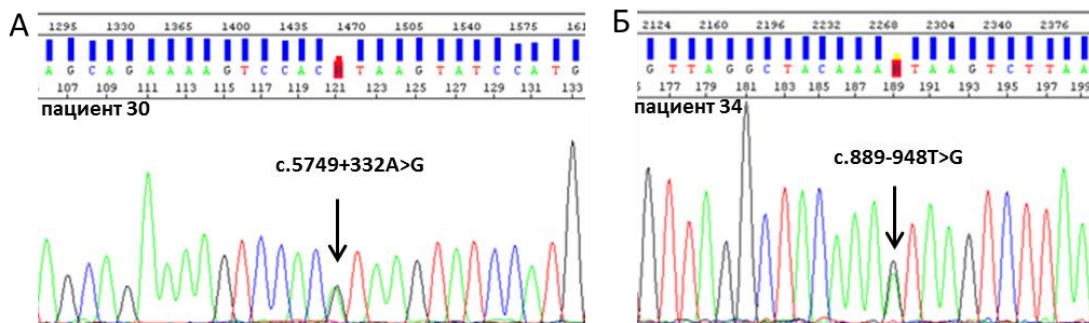 А
1295 1330 1365 1400 1435 1470 1505 1540 1575 161
A G C A G A A A A G T C C A C N T A A G T A T C C A T G
107 109 111 113 115 117 119 121 123 125 127 129 131 133
пациент 30
c.5749+332A>G
Б
2124 2160 2196 2232 2268 2304 2340 2376
G T T A G G C T A C A A A N T A A G T C T T A A
177 179 181 183 185 187 189 191 193 195 197 199
пациент 34
c.889-948T>G